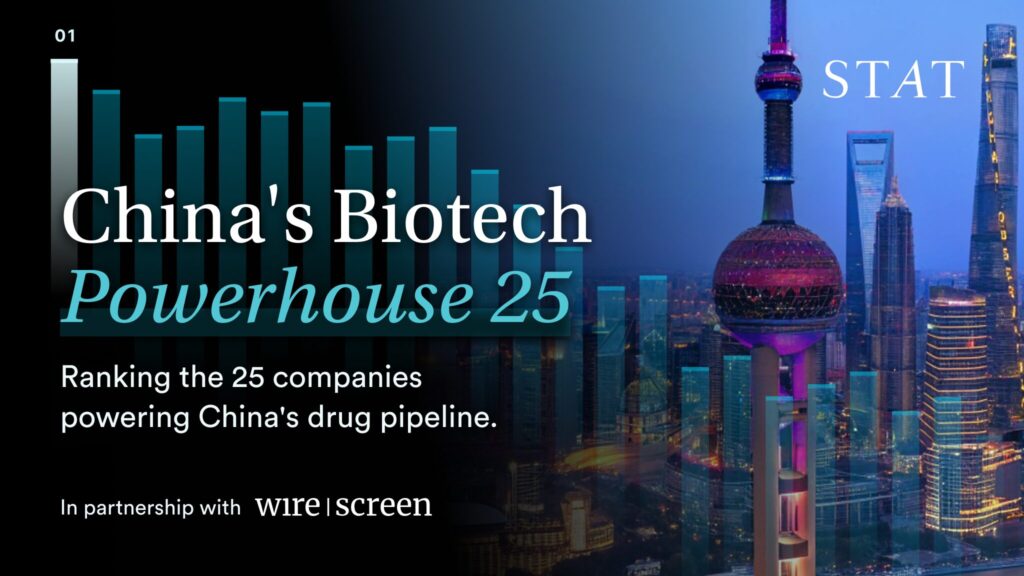 01
STAT
China's Biotech
Powerhouse 25
Ranking the 25 companies
powering China's drug pipeline.
In partnership with wire|screen